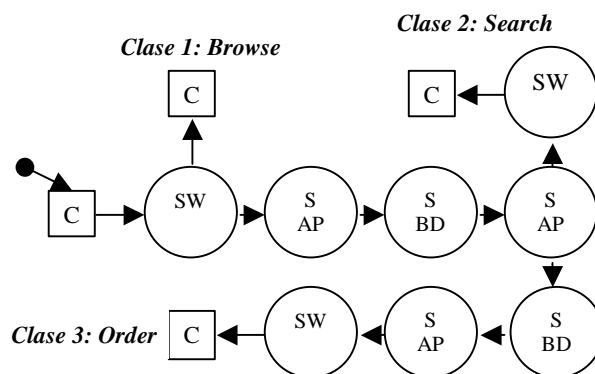 Clase 2: Search
Clase 1: Browse
C
C
SW
C
SW
S
AP
S
BD
S
AP
Clase 3: Order
C
SW
S
AP
S
BD